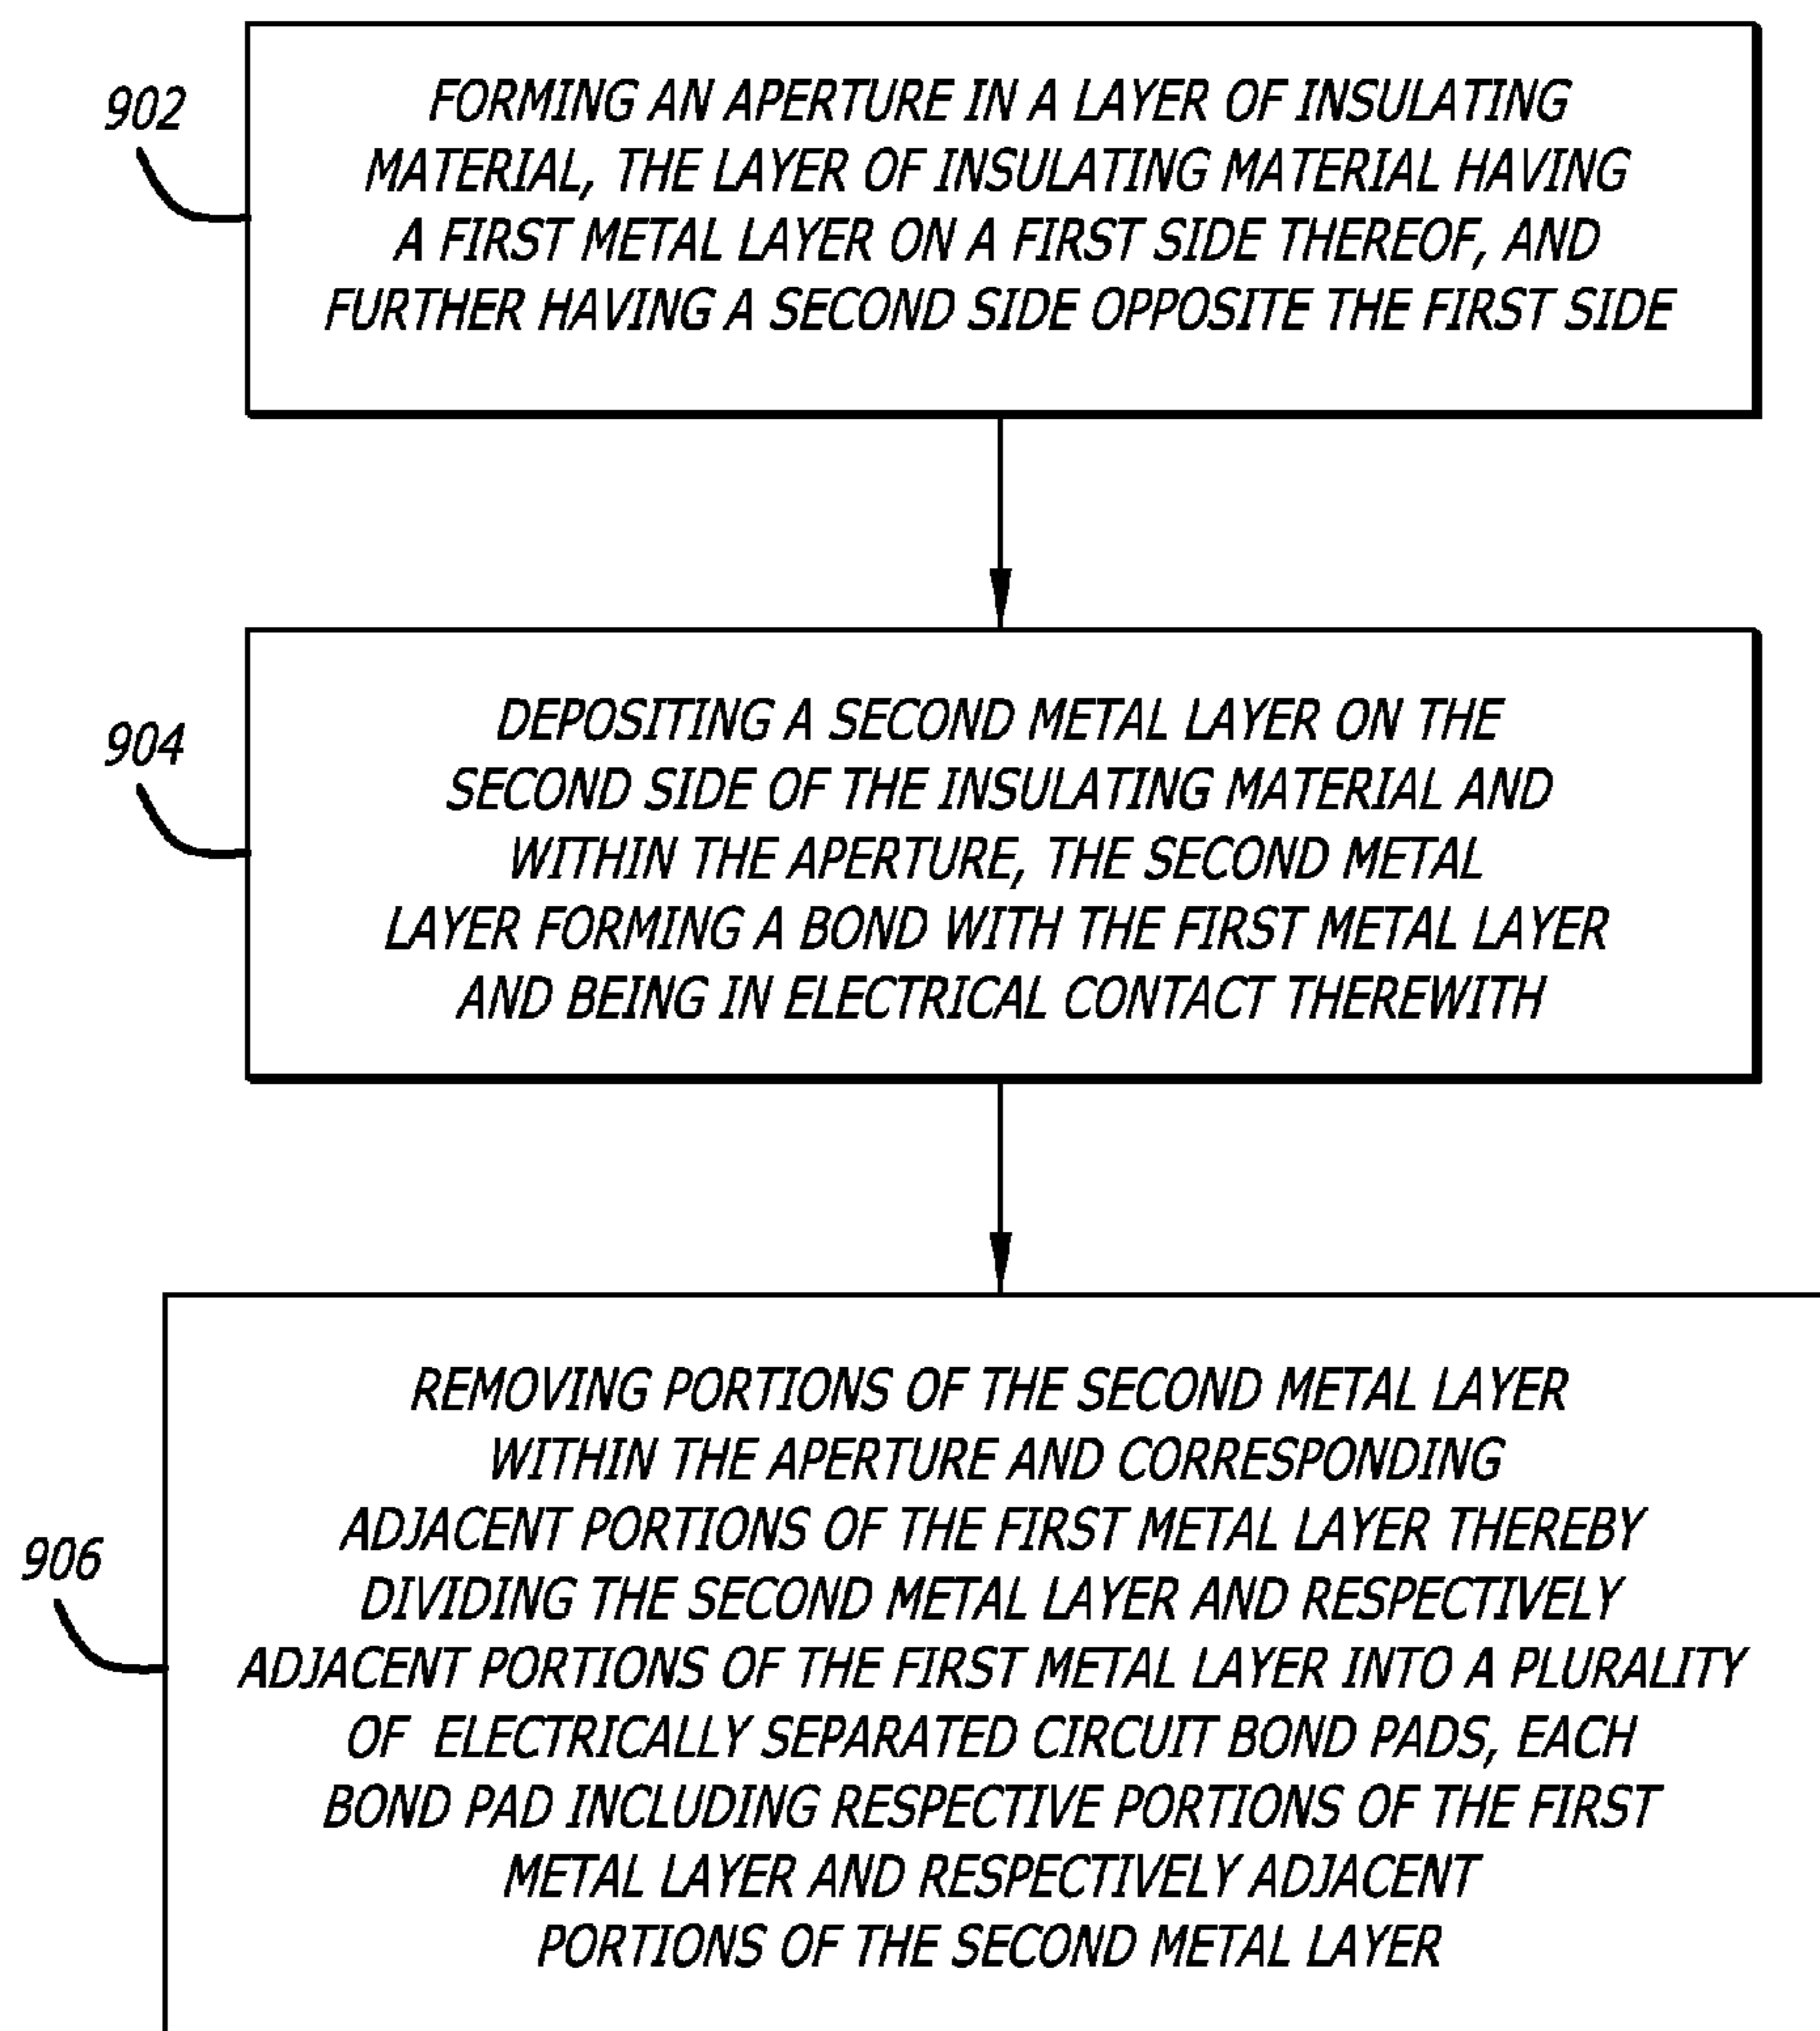 902
FORMING AN APERTURE IN A LAYER OF INSULATING
MATERIAL, THE LAYER OF INSULATING MATERIAL HAVING
A FIRST METAL LAYER ON A FIRST SIDE THEREOF, AND
FURTHER HAVING A SECOND SIDE OPPOSITE THE FIRST SIDE
904
DEPOSITING A SECOND METAL LAYER ON THE
SECOND SIDE OF THE INSULATING MATERIAL AND
WITHIN THE APERTURE, THE SECOND METAL
LAYER FORMING A BOND WITH THE FIRST METAL LAYER
AND BEING IN ELECTRICAL CONTACT THEREWITH
906
REMOVING PORTIONS OF THE SECOND METAL LAYER
WITHIN THE APERTURE AND CORRESPONDING
ADJACENT PORTIONS OF THE FIRST METAL LAYER THEREBY
DIVIDING THE SECOND METAL LAYER AND RESPECTIVELY
ADJACENT PORTIONS OF THE FIRST METAL LAYER INTO A PLURALITY
OF ELECTRICALLY SEPARATED CIRCUIT BOND PADS, EACH
BOND PAD INCLUDING RESPECTIVE PORTIONS OF THE FIRST
METAL LAYER AND RESPECTIVELY ADJACENT
PORTIONS OF THE SECOND METAL LAYER